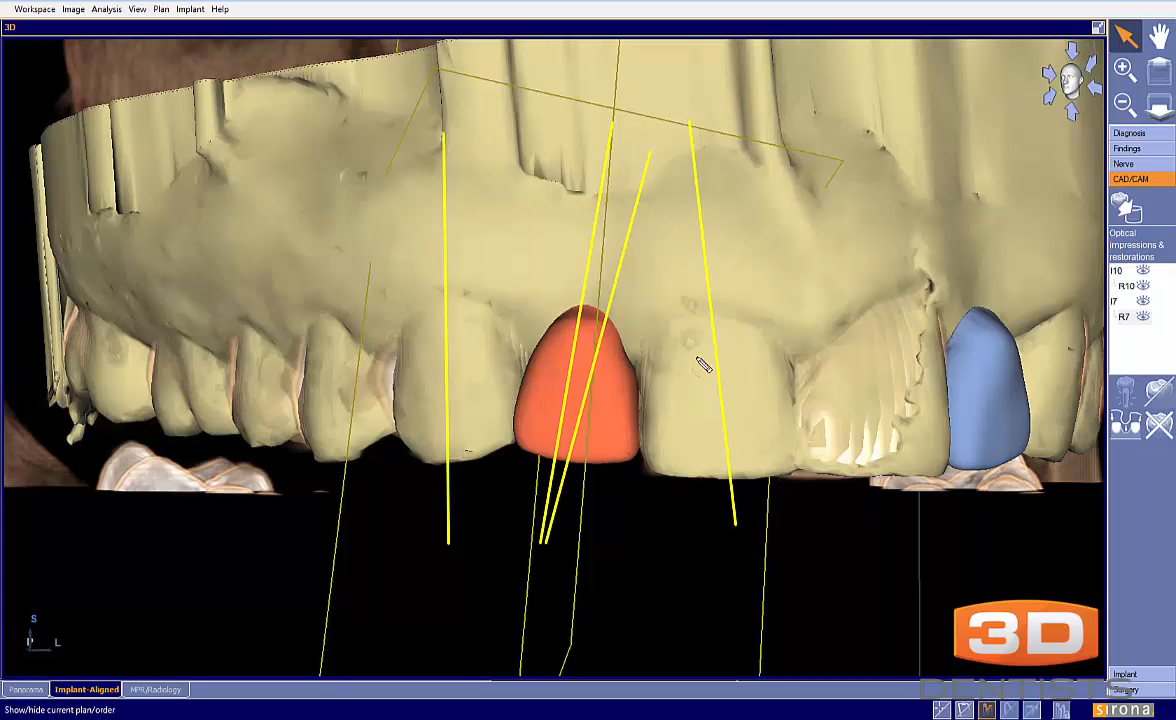 Workspace Image Analysis View Plan Implant Help
3D
Diagnosis
Findings
Nerve
CAD/CAM
Optical
impressions &
restorations
I10
R10
I7
R7
S
P L
3D
DENTISTS
Implant
Surgery
Panorama Implant-Aligned MPR/Radiology
Show/hide current plan/order
sirona